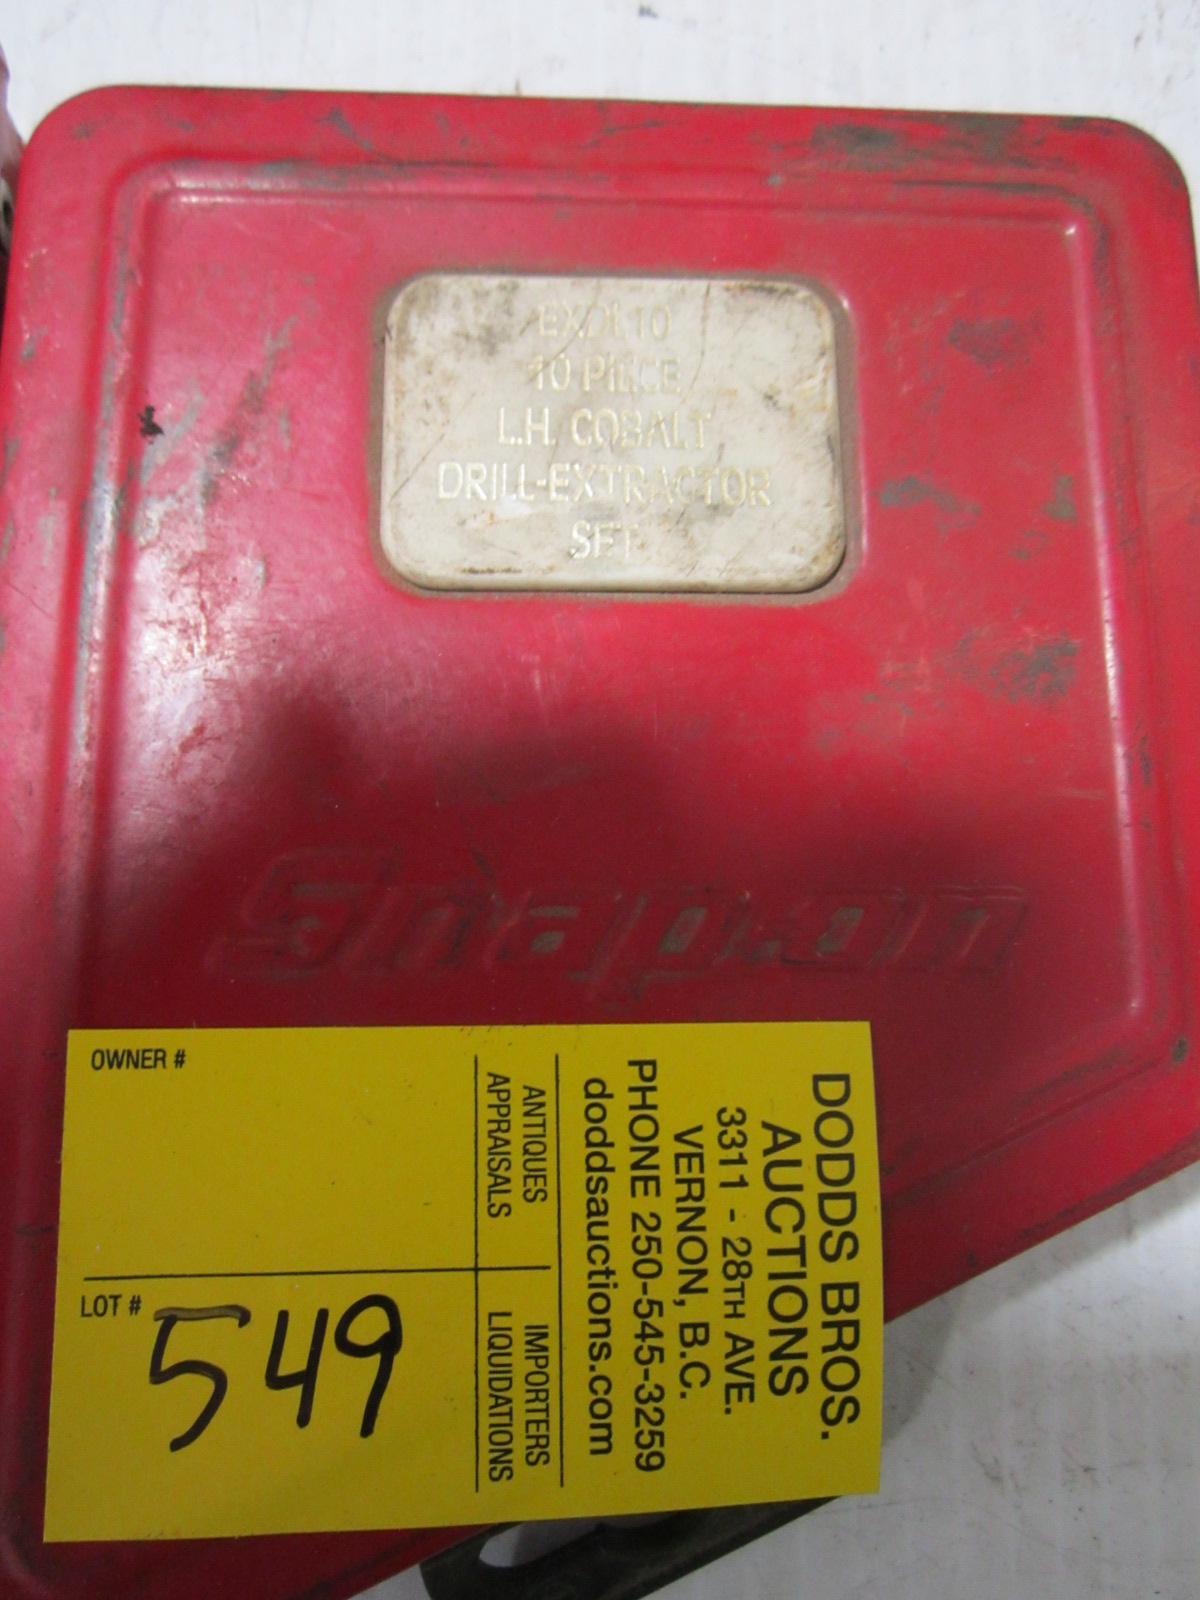 EXDL10
10 PIECE
L.H. COBALT
DRILL-EXTRACTOR
SET
Snap-on
OWNER #
LOT #
549
ANTIQUES
APPRAISALS
IMPORTERS
LIQUIDATIONS
DODDS BROS.
AUCTIONS
3311 - 28TH AVE.
VERNON, B.C.
PHONE 250-545-3259
doddsauctions.com